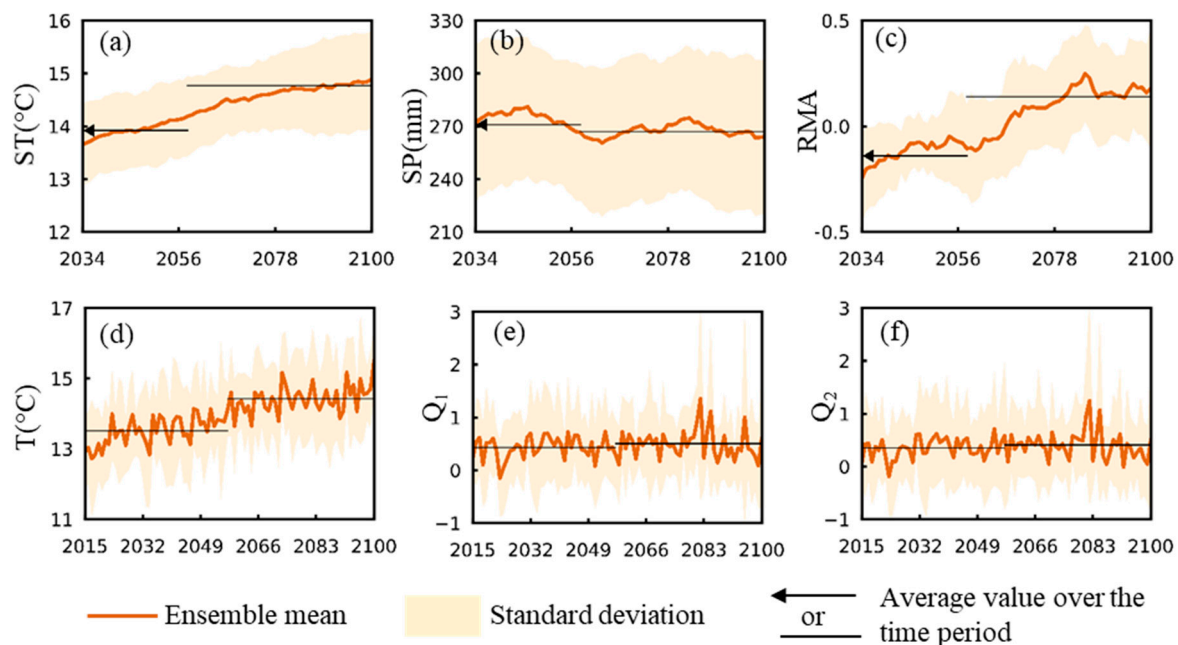 (a)
ST(°C)
16
15
14
13
12
2034 2056 2078 2100
(b)
SP(mm)
330
300
270
240
210
2034 2056 2078 2100
(c)
RMA
0.5
0.0
-0.5
2034 2056 2078 2100
(d)
T(°C)
17
15
13
11
2015 2032 2049 2066 2083 2100
(e)
Q1
3
2
1
0
−1
2015 2032 2049 2066 2083 2100
(f)
Q2
3
2
1
0
−1
2015 2032 2049 2066 2083 2100
Ensemble mean
Standard deviation
or
Average value over the
time period